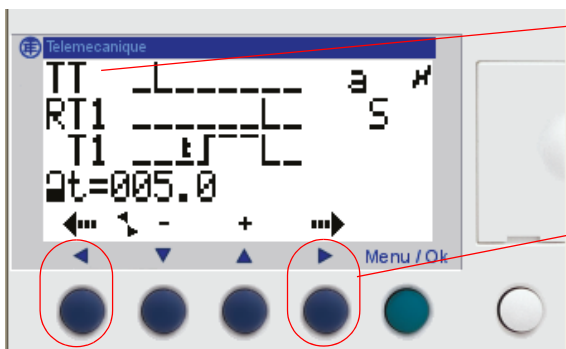 Telemecanique
TT a
RT1 S
T1 t
t=005.0
- +
Menu / Ok